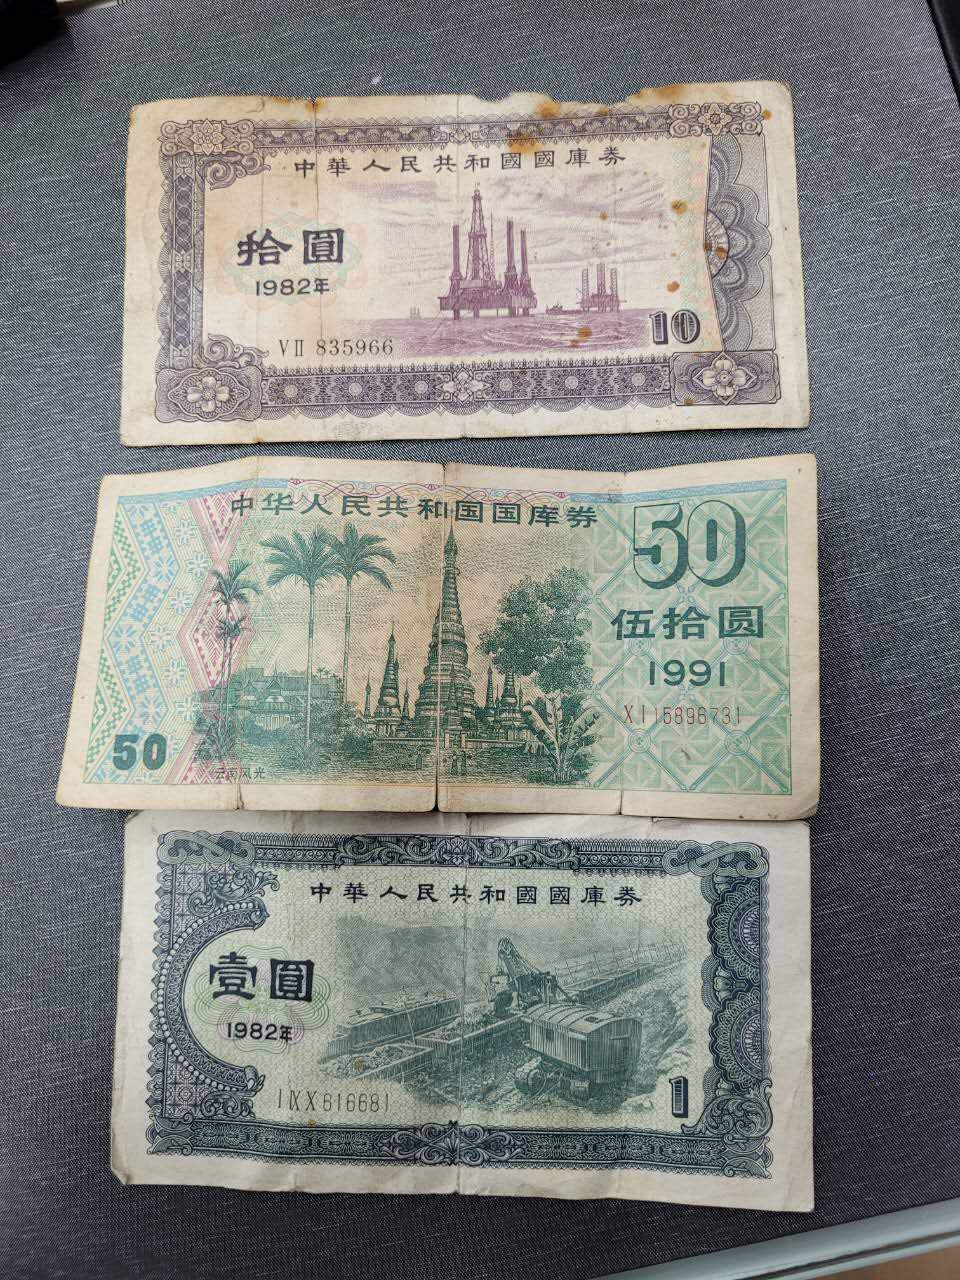 中華人民共和國國庫券
拾圓
1982年
VII 835966
10
中华人民共和国国库券
50
伍拾圆
1991
XI 15896731
50
云南风光
中華人民共和國國庫券
壹圓
1982年
IIXX 616681
1